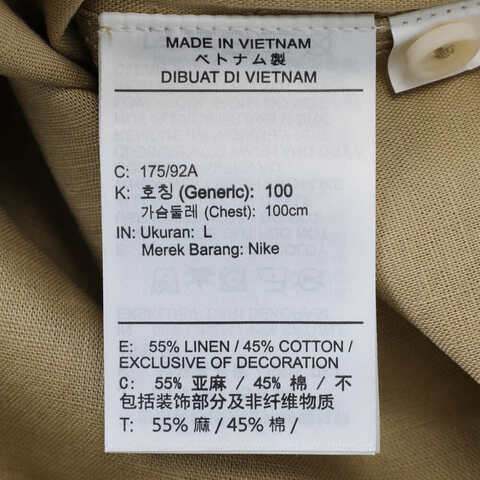 MADE IN VIETNAM
ベトナム製
DIBUAT DI VIETNAM
C: 175/92A
K: 호칭 (Generic): 100
가슴둘레 (Chest): 100cm
IN: Ukuran: L
Merek Barang: Nike
E: 55% LINEN / 45% COTTON /
EXCLUSIVE OF DECORATION
C: 55% 亚麻 / 45% 棉 / 不
包括装饰部分及非纤维物质
T: 55% 麻 / 45% 棉 /